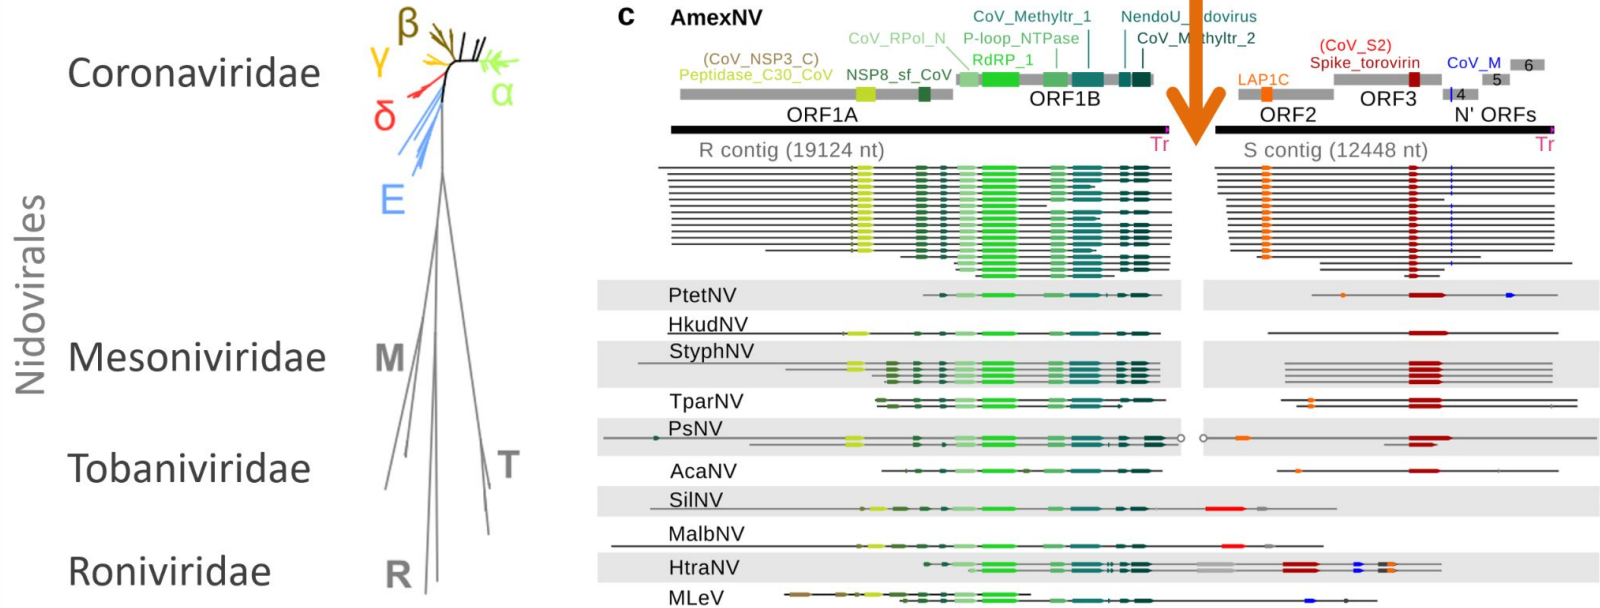 Nidovirales
Coronaviridae
Mesoniviridae
Tobaniviridae
Roniviridae
β
γ
α
δ
E
M
T
R
c AmexNV
CoV_Methyltr_1 NendoU_ dovirus
CoV_RPol_N P-loop_NTPase CoV_M thyltr_2
(CoV_NSP3_C) RdRP_1
Peptidase_C30_CoV NSP8_sf_CoV
ORF1A ORF1B
(CoV_S2)
Spike_torovirin CoV_M 6
LAP1C 5
4
ORF2 ORF3 N' ORFs
Tr Tr
R contig (19124 nt) S contig (12448 nt)
PtetNV
HkudNV
StyphNV
TparNV
PsNV
AcaNV
SilNV
MalbNV
HtraNV
MLeV